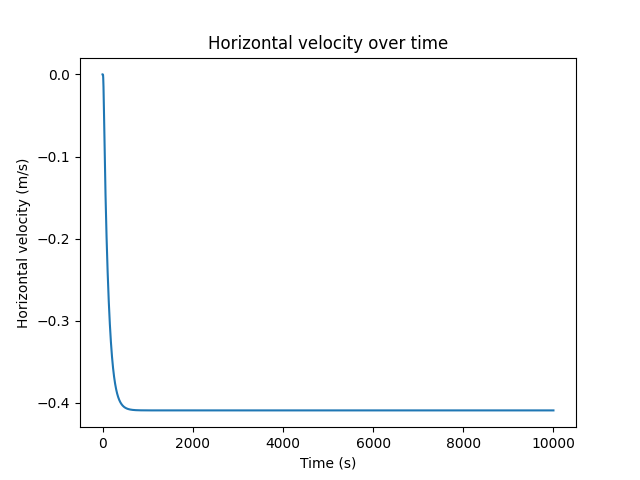 Horizontal velocity over time
0.0
−0.1
−0.2
−0.3
−0.4
Horizontal velocity (m/s)
0 2000 4000 6000 8000 10000
Time (s)